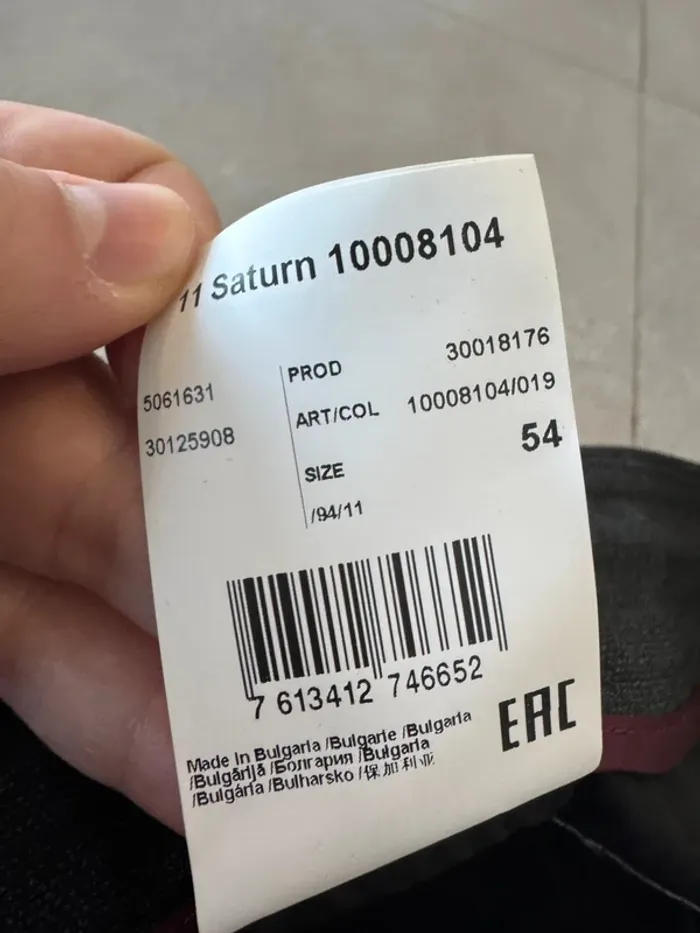 11 Saturn 10008104
5061631
30125908
PROD 30018176
ART/COL 10008104/019
SIZE 54
/94/11
7 613412 746652
Made In Bulgaria /Bulgarie /Bulgaria
/Bulgārijā /Болгария /Bulgaria
/Bulgária /Bulharsko /保加利亚
EAC